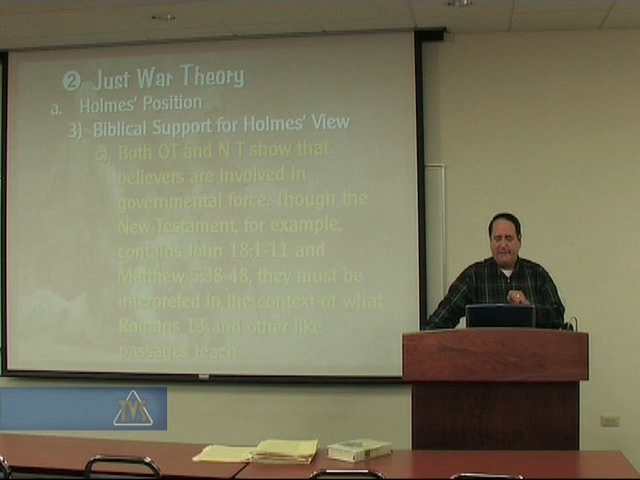 2 Just War Theory
a. Holmes' Position
3) Biblical Support for Holmes' View
c). Both OT and N T show that
believers are involved in
governmental force. Though the
New Testament, for example,
contains John 18:1-11 and
Matthew 5:38-48, they must be
interpreted in the context of what
Romans 13 and other like
passages teach
TVS